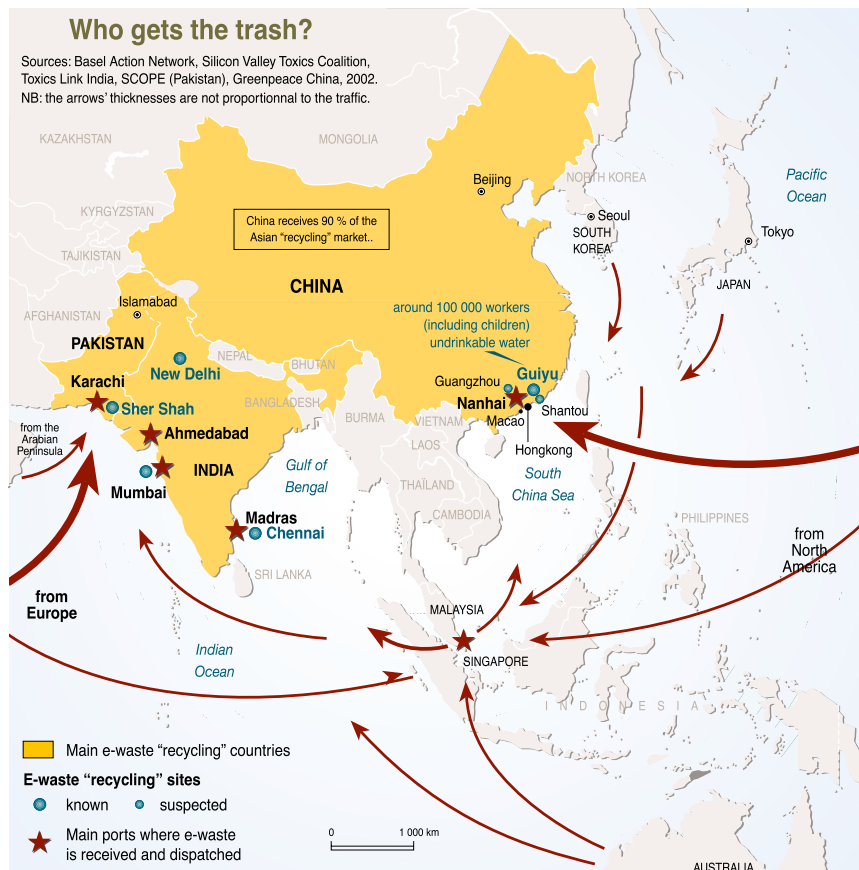 Who gets the trash?
Sources: Basel Action Network, Silicon Valley Toxics Coalition,
Toxics Link India, SCOPE (Pakistan), Greenpeace China, 2002.
NB: the arrows' thicknesses are not proportionnal to the traffic.
KAZAKHSTAN
MONGOLIA
Beijing
NORTH KOREA
Pacific
Ocean
KYRGYZSTAN
China receives 90 % of the
Asian “recycling” market..
Seoul
SOUTH
KOREA
Tokyo
TAJIKISTAN
CHINA
JAPAN
Islamabad
AFGHANISTAN
around 100 000 workers
(including children)
undrinkable water
PAKISTAN
NEPAL
BHUTAN
New Delhi
Guiyu
Karachi
Guangzhou
Sher Shah
BANGLADESH
Nanhai
Shantou
BURMA
VIETNAM
Macao
from the
Arabian
Peninsula
Ahmedabad
LAOS
Hongkong
INDIA
Gulf of
Bengal
South
China Sea
Mumbai
THAÏLAND
Madras
CAMBODIA
PHILIPPINES
Chennai
from
North
America
SRI LANKA
from
Europe
MALAYSIA
Indian
Ocean
SINGAPORE
INDONESIA
Main e-waste “recycling” countries
E-waste “recycling” sites
known
suspected
Main ports where e-waste
is received and dispatched
0
1 000 km
AUSTRALIA